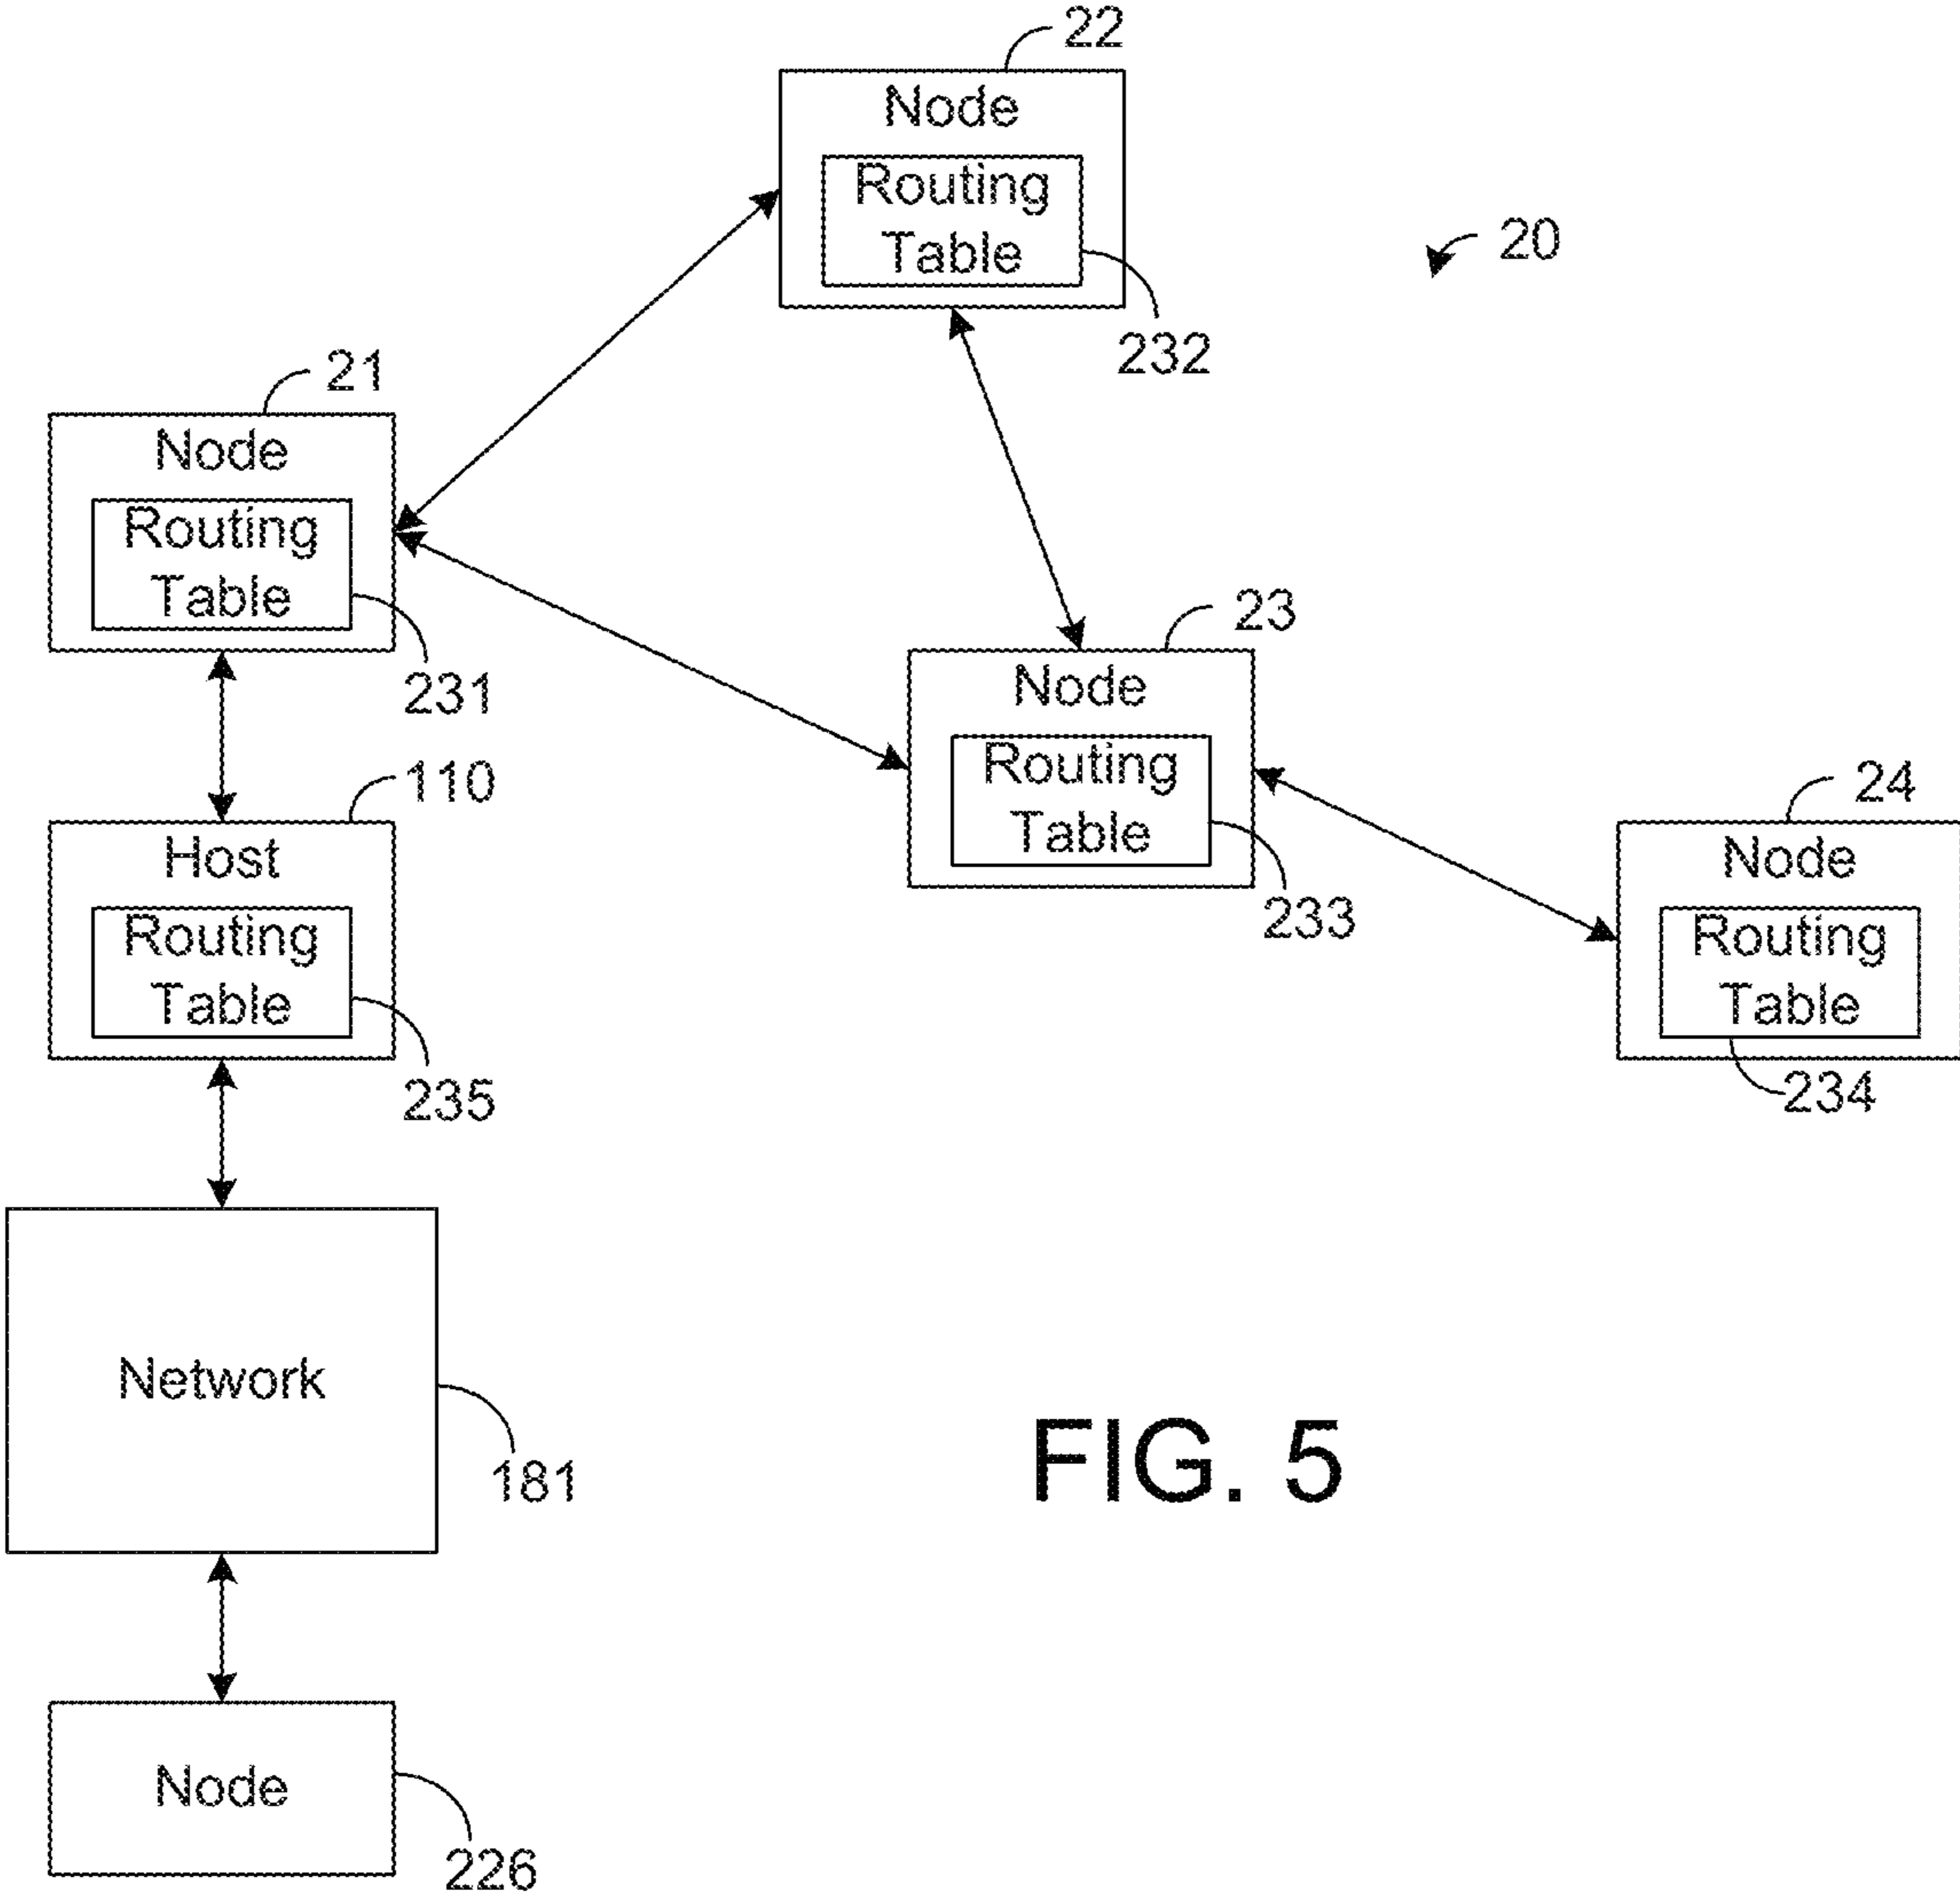 22
Node
Routing
Table
232
20
21
Node
Routing
Table
231
23
Node
Routing
Table
233
110
Host
Routing
Table
235
24
Node
Routing
Table
234
Network
181
FIG. 5
Node
226